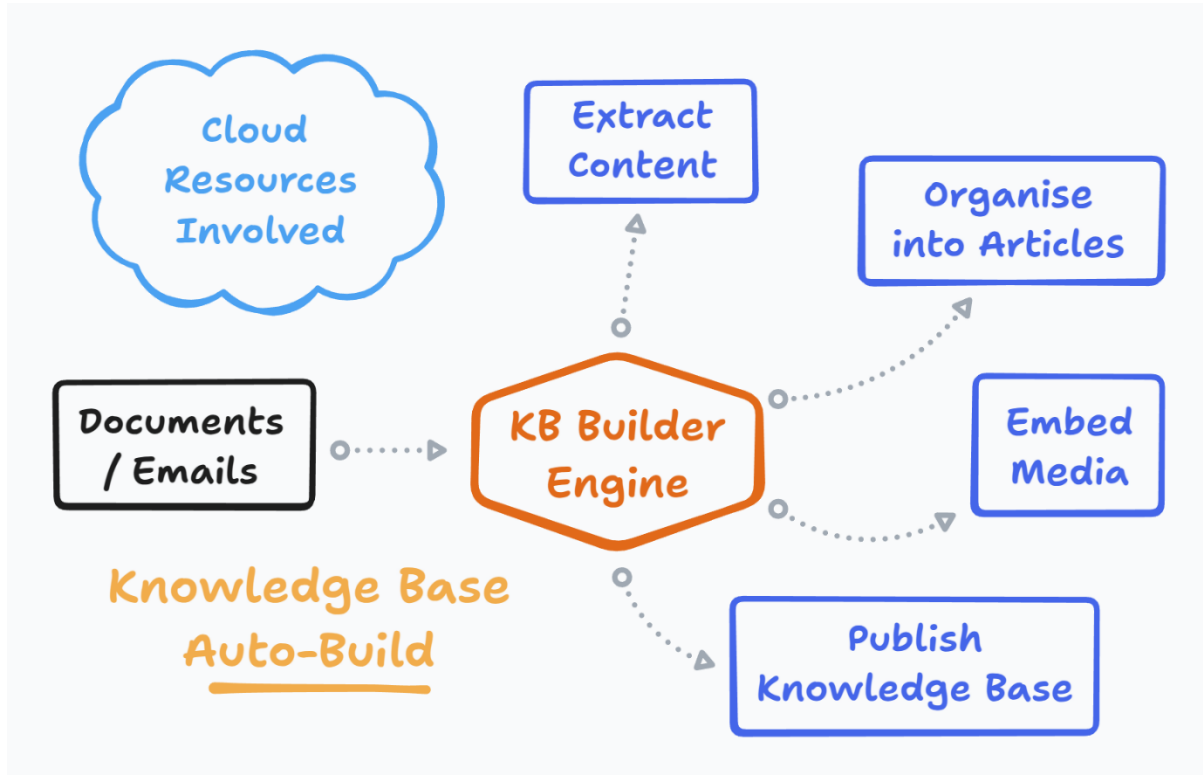 Cloud
Resources
Involved
Extract
Content
Organise
into Articles
Documents
/ Emails
KB Builder
Engine
Embed
Media
Knowledge Base
Auto-Build
Publish
Knowledge Base